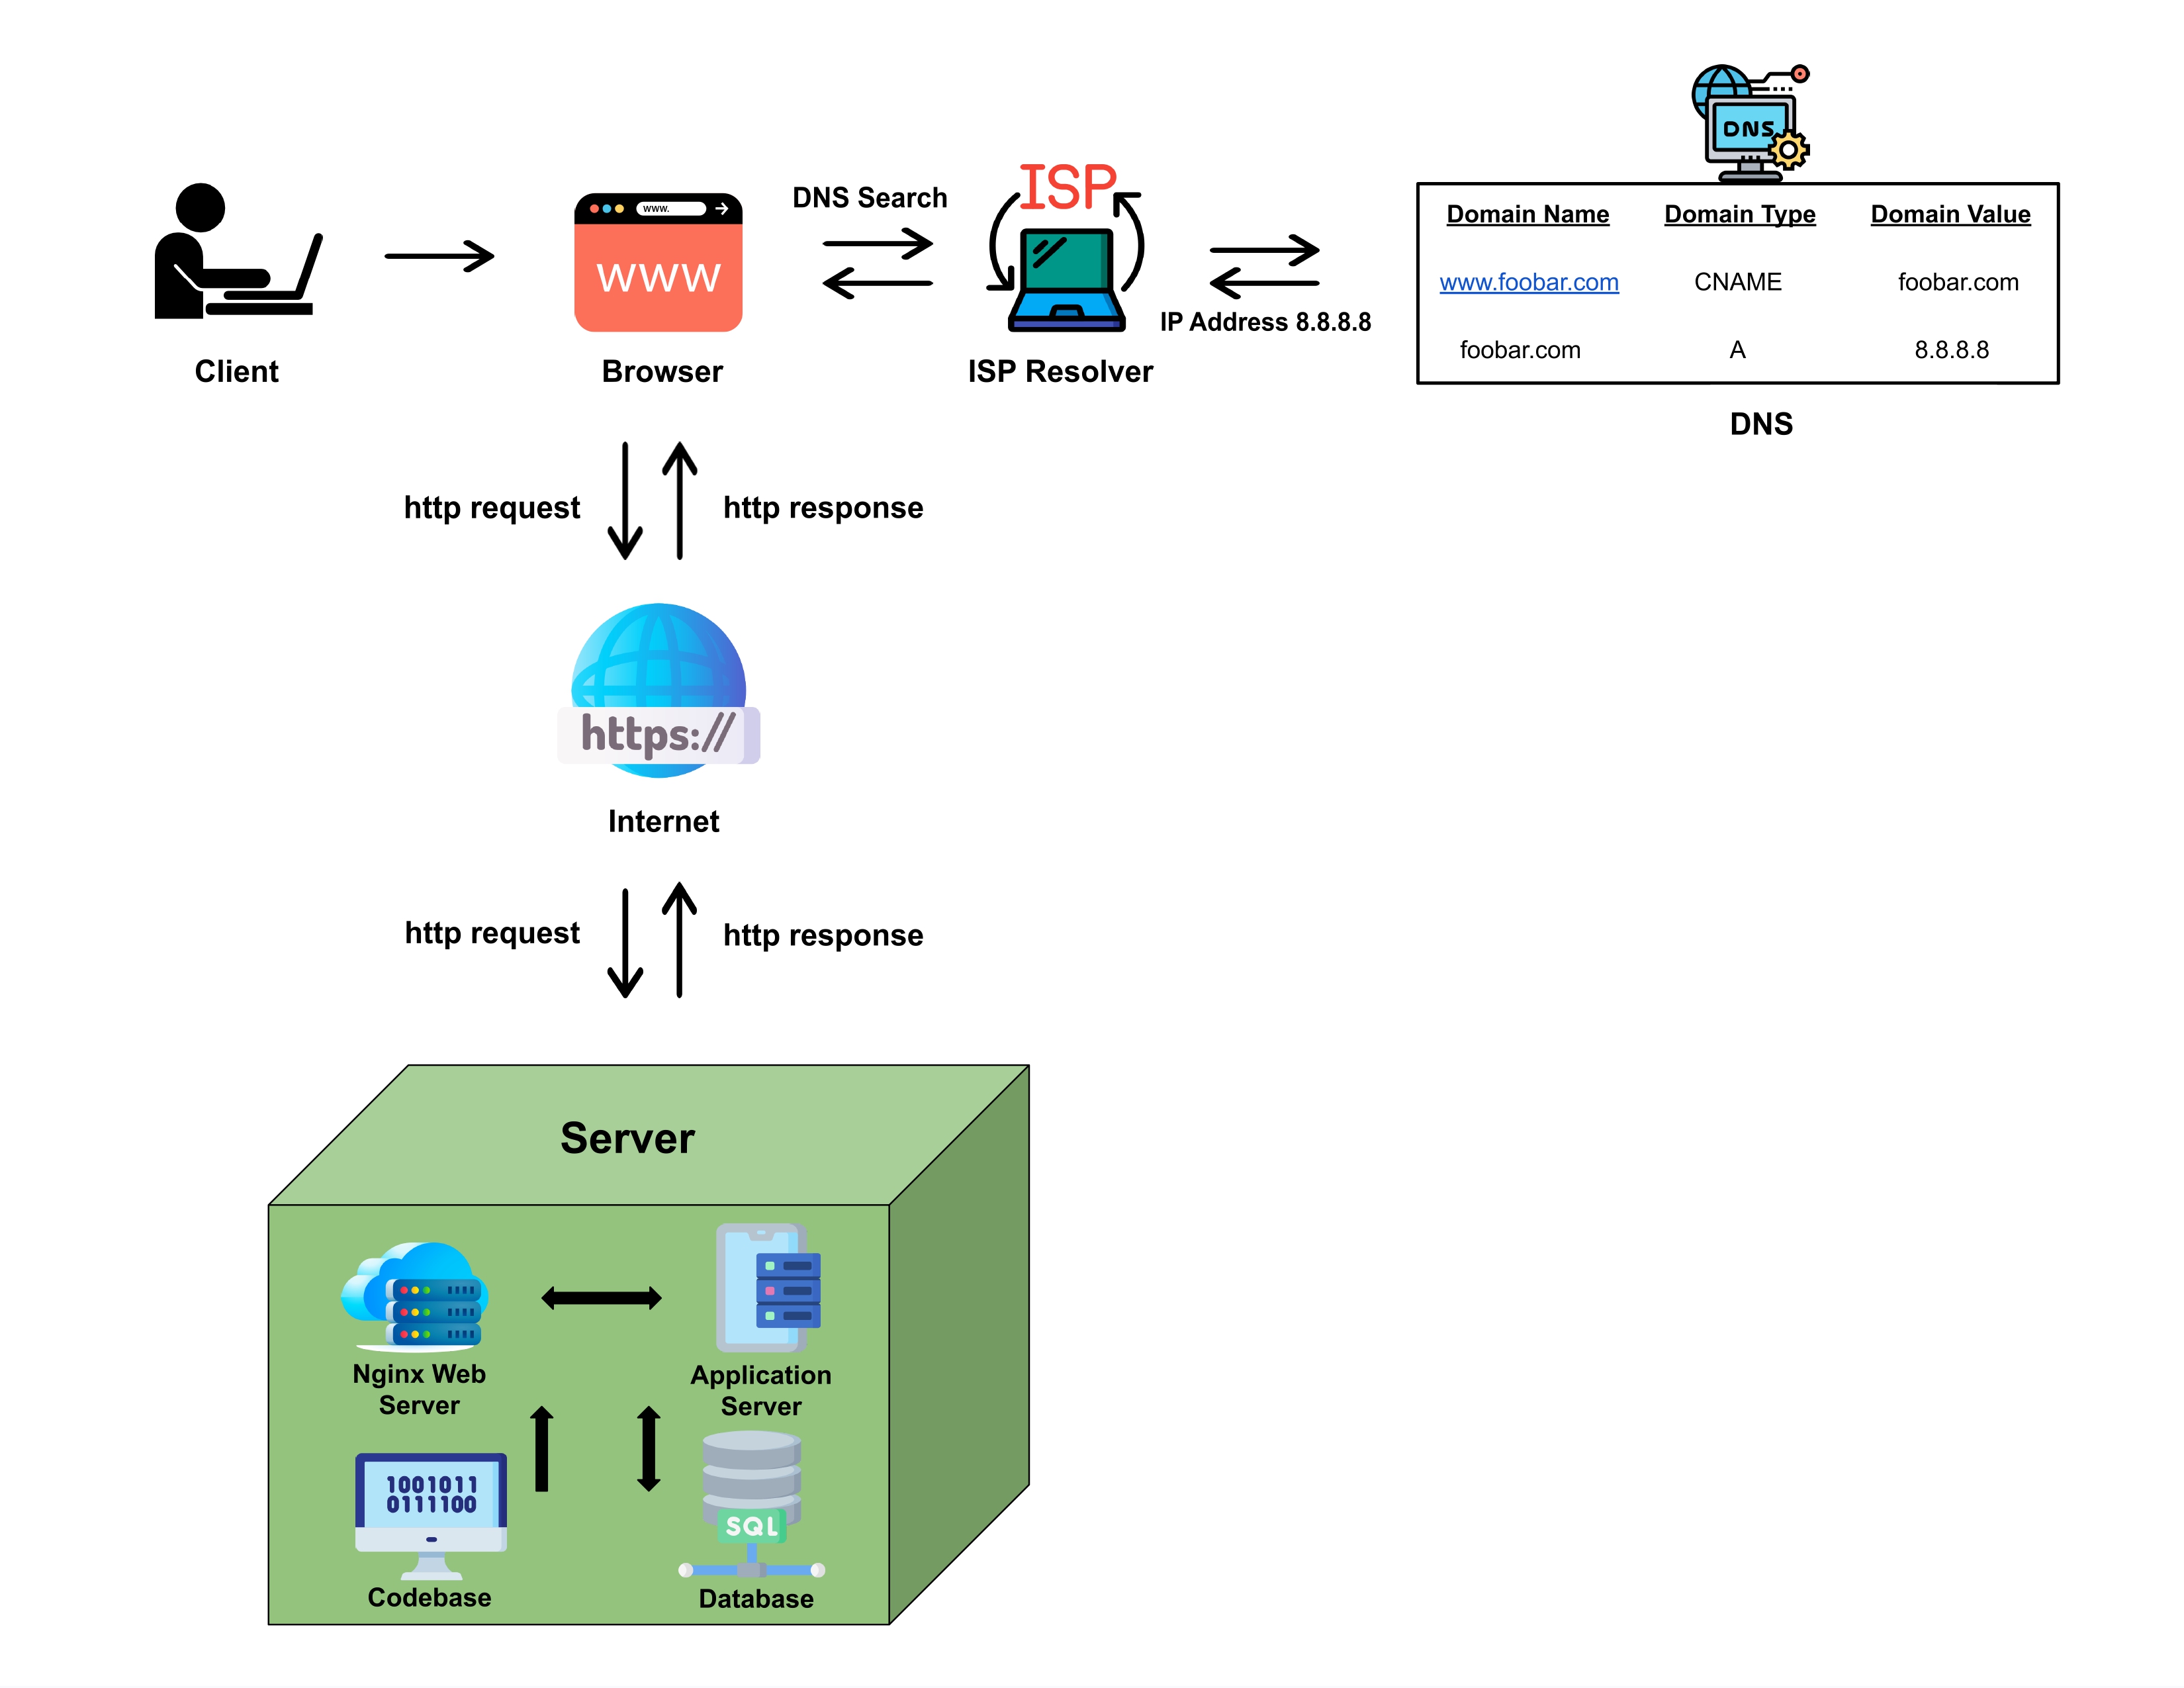 DNS
ISP
www.
www
DNS Search
IP Address 8.8.8.8
Client
Browser
ISP Resolver
Domain Name Domain Type Domain Value
www.foobar.com CNAME foobar.com
foobar.com A 8.8.8.8
DNS
http request
http response
https://
Internet
http request
http response
Server
Nginx Web
Server
Application
Server
1001011
0111100
SQL
Codebase
Database